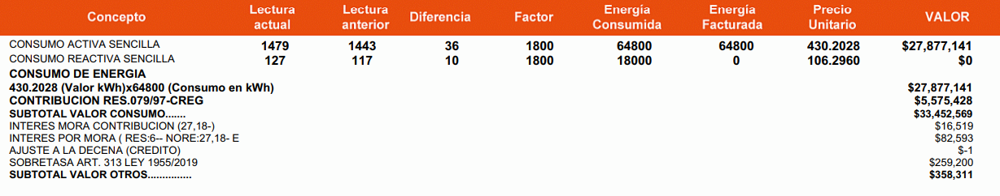 Concepto Lectura actual Lectura anterior Diferencia Factor Energía Consumida Energía Facturada Precio Unitario VALOR
CONSUMO ACTIVA SENCILLA 1479 1443 36 1800 64800 64800 430.2028 $27,877,141
CONSUMO REACTIVA SENCILLA 127 117 10 1800 18000 0 106.2960 $0
CONSUMO DE ENERGIA
430.2028 (Valor kWh)x64800 (Consumo en kWh) $27,877,141
CONTRIBUCION RES.079/97-CREG $5,575,428
SUBTOTAL VALOR CONSUMO....... $33,452,569
INTERES MORA CONTRIBUCION (27,18-) $16,519
INTERES POR MORA ( RES:6-- NORE:27,18- E $82,593
AJUSTE A LA DECENA (CREDITO) $-1
SOBRETASA ART. 313 LEY 1955/2019 $259,200
SUBTOTAL VALOR OTROS............... $358,311